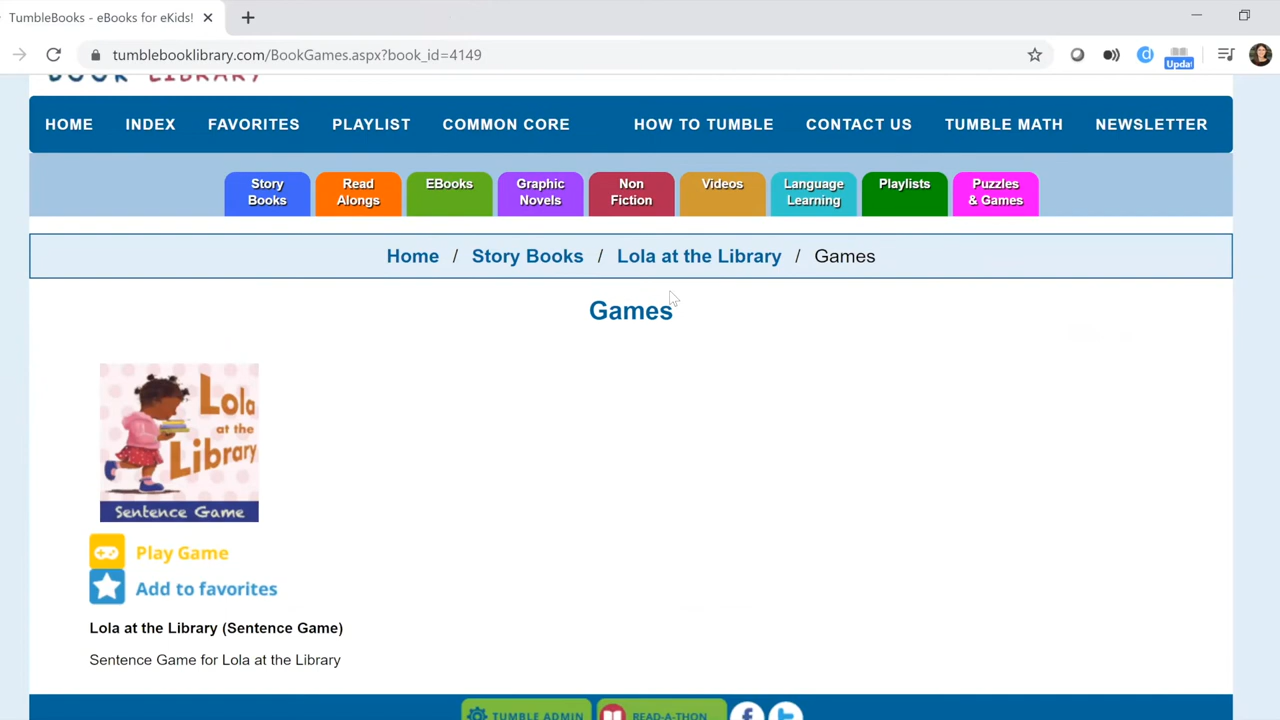 TumbleBooks - eBooks for eKids!
tumblebooklibrary.com/BookGames.aspx?book_id=4149
Upda
BOOK LIBRARY
HOME INDEX FAVORITES PLAYLIST COMMON CORE HOW TO TUMBLE CONTACT US TUMBLE MATH NEWSLETTER
Story Books
Read Alongs
EBooks
Graphic Novels
Non Fiction
Videos
Language Learning
Playlists
Puzzles & Games
Home / Story Books / Lola at the Library / Games
Games
Lola
at the
Library
Sentence Game
Play Game
Add to favorites
Lola at the Library (Sentence Game)
Sentence Game for Lola at the Library
TUMBLE ADMIN READ-A-THON